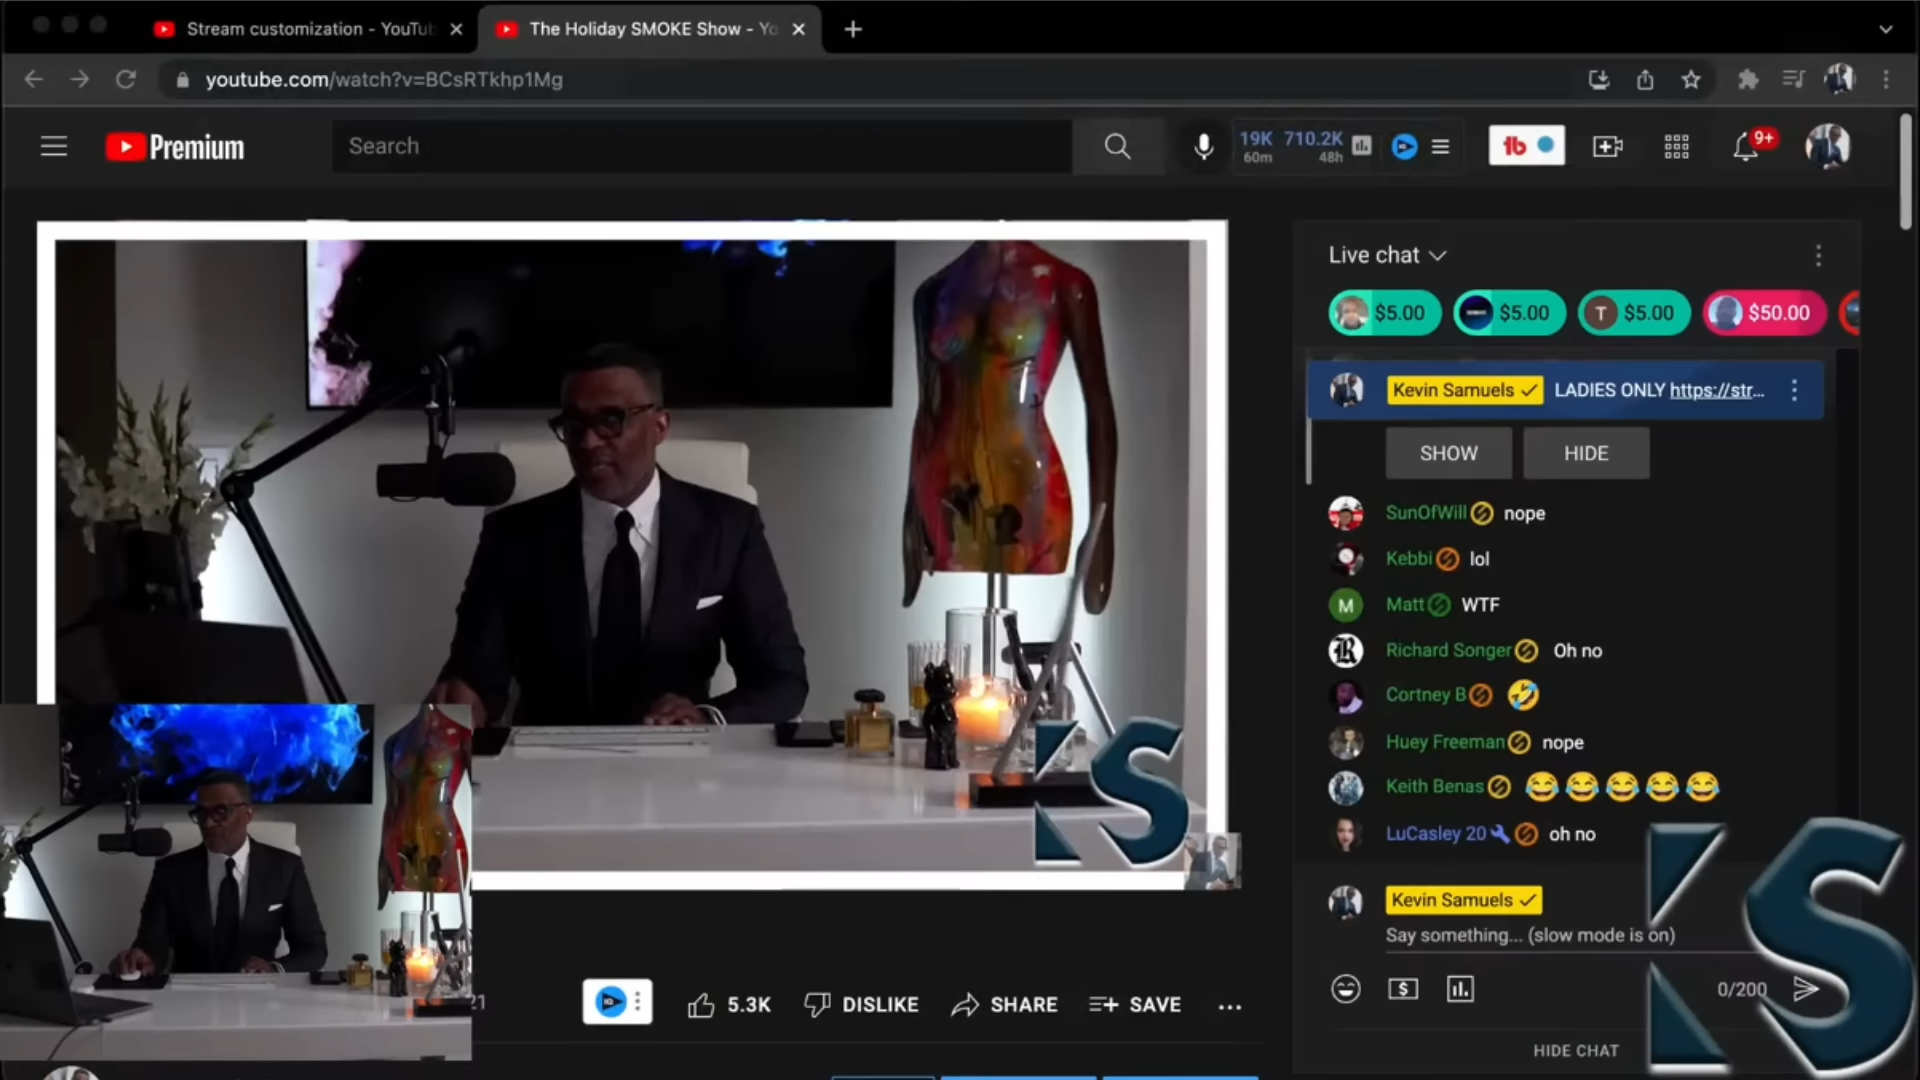 Stream customization - YouTub
The Holiday SMOKE Show - Yo
youtube.com/watch?v=BCsRTkhp1Mg
Premium
Search
19K 710.2K
60m 48h
tb
9+
Live chat
$5.00 $5.00 T $5.00 $50.00
Kevin Samuels LADIES ONLY https://str...
SHOW HIDE
SunOfWill nope
Kebbi lol
M Matt WTF
R Richard Songer Oh no
Cortney B 🤣
Huey Freeman nope
Keith Benas 😂😂😂😂😂
LuCasley 20 oh no
Kevin Samuels
Say something... (slow mode is on)
0/200
HIDE CHAT
KS
KS
21
IQ
5.3K DISLIKE SHARE SAVE ...